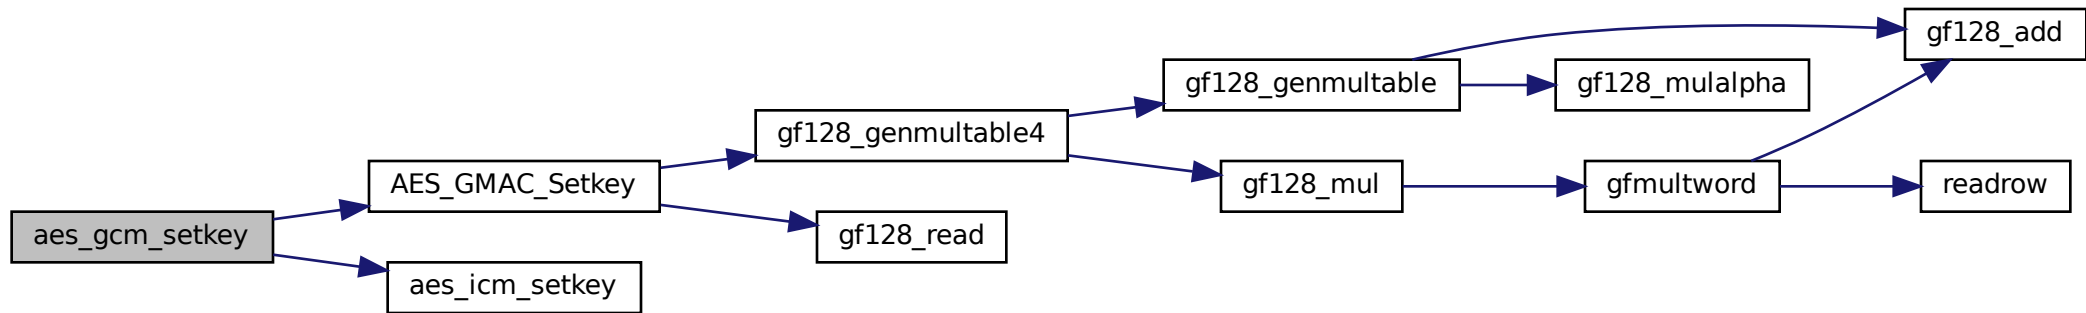 aes_gcm_setkey
AES_GMAC_Setkey
aes_icm_setkey
gf128_genmultable4
gf128_read
gf128_genmultable
gf128_mul
gf128_mulalpha
gfmultword
gf128_add
readrow